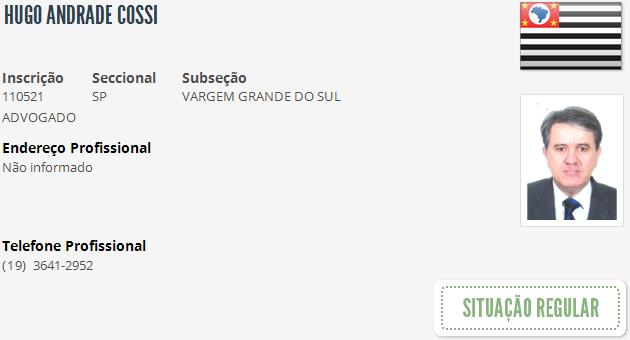 HUGO ANDRADE COSSI
Inscrição Seccional Subseção
110521 SP VARGEM GRANDE DO SUL
ADVOGADO
Endereço Profissional
Não informado
Telefone Profissional
(19) 3641-2952
SITUAÇÃO REGULAR